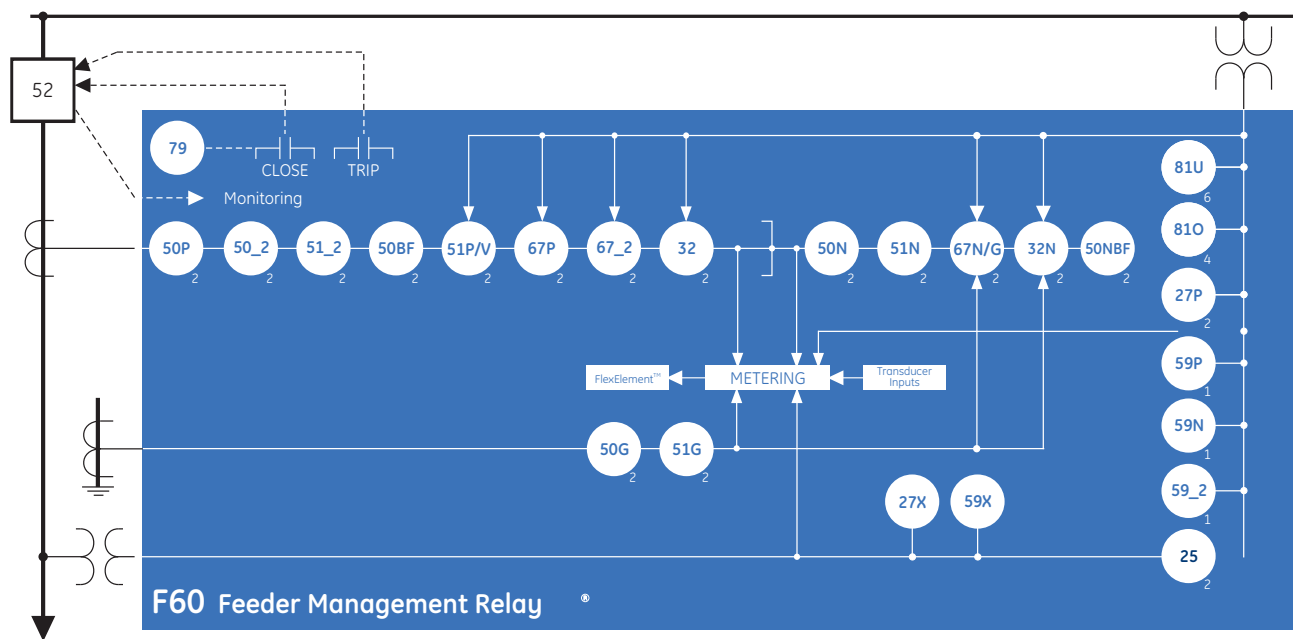 52
79
CLOSE
TRIP
Monitoring
81U
6
81O
4
50P
2
50_2
2
51_2
2
50BF
2
51P/V
2
67P
2
67_2
2
32
2
50N
2
51N
2
67N/G
2
32N
2
50NBF
2
27P
2
FlexElement™
METERING
Transducer
Inputs
59P
1
50G
2
51G
2
59N
1
27X
59X
59_2
1
25
2
F60 Feeder Management Relay ®